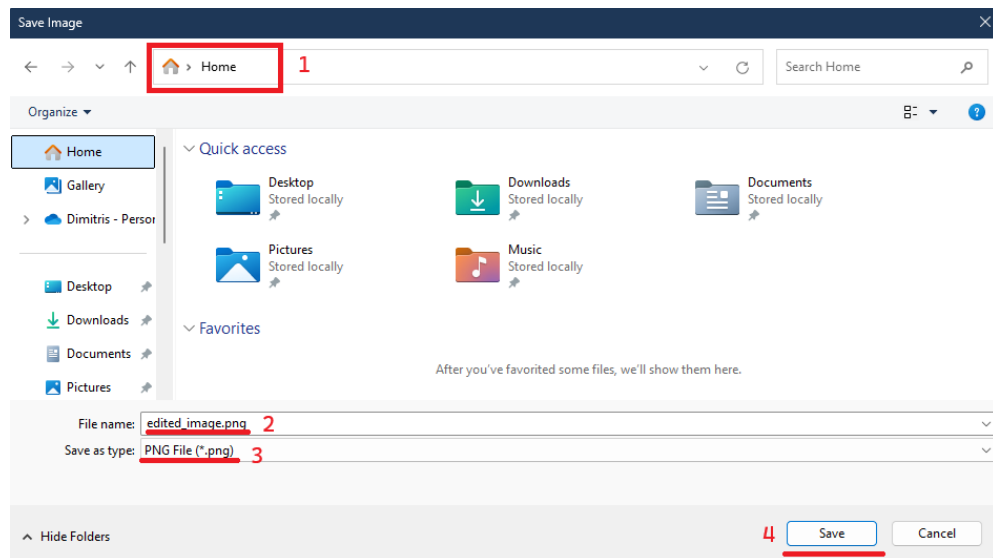 Save Image
Home 1
Search Home
Organize
Home
Gallery
Dimitris - Persor
Desktop
Downloads
Documents
Pictures
Quick access
Desktop
Stored locally
Downloads
Stored locally
Documents
Stored locally
Pictures
Stored locally
Music
Stored locally
Favorites
After you've favorited some files, we'll show them here.
File name: edited_image.png 2
Save as type: PNG File (*.png) 3
Hide Folders
4 Save Cancel